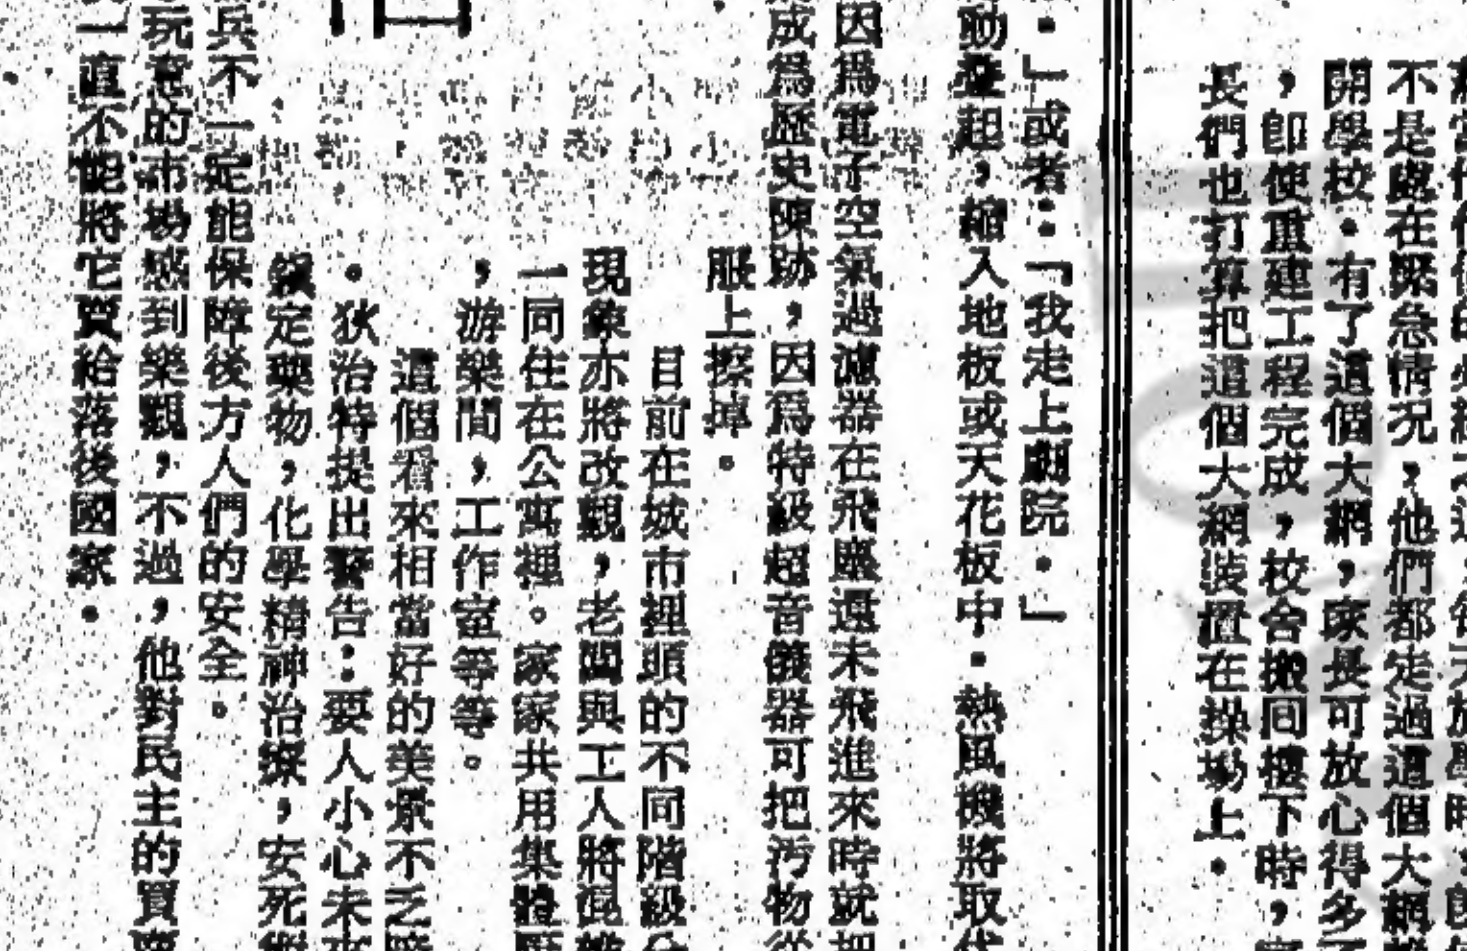 不是處在緊急情況，他們都走過這個大網
開學校．有了這個大網，家長可放心得多
，卽使重建工程完成，校舍搬回樓下時，
長們也打算把這個大網裝置在操場上．
．」或者：「我走上劇院．」
動疊起，縮入地板或天花板中．熱風機將取代
因爲電子空氣過濾器在飛塵還未飛進來時就把
成爲歷史陳跡，因爲特級超音儀器可把污物從
服上擦掉。
目前在城市裡頭的不同階級分
現象亦將改觀，老闆與工人將混雜
一同住在公寓裡。家家共用集體
，游樂間，工作室等等。
這個看來相當好的美景不乏
。狄治特提出警告：要人小心未來
鎮定藥物，化學精神治療，安死術
兵不一定能保障後方人們的安全。
玩意的市場感到樂觀，不過，他對民主的買賣
一直不能將它買給落後國家．